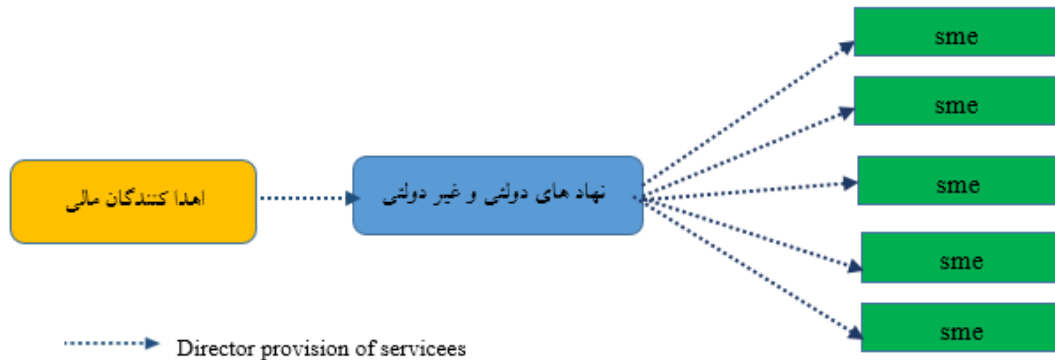 sme
sme
اهدا کنندگان مالی
نهاد های دولتی و غیر دولتی
sme
sme
sme
Director provision of servicees